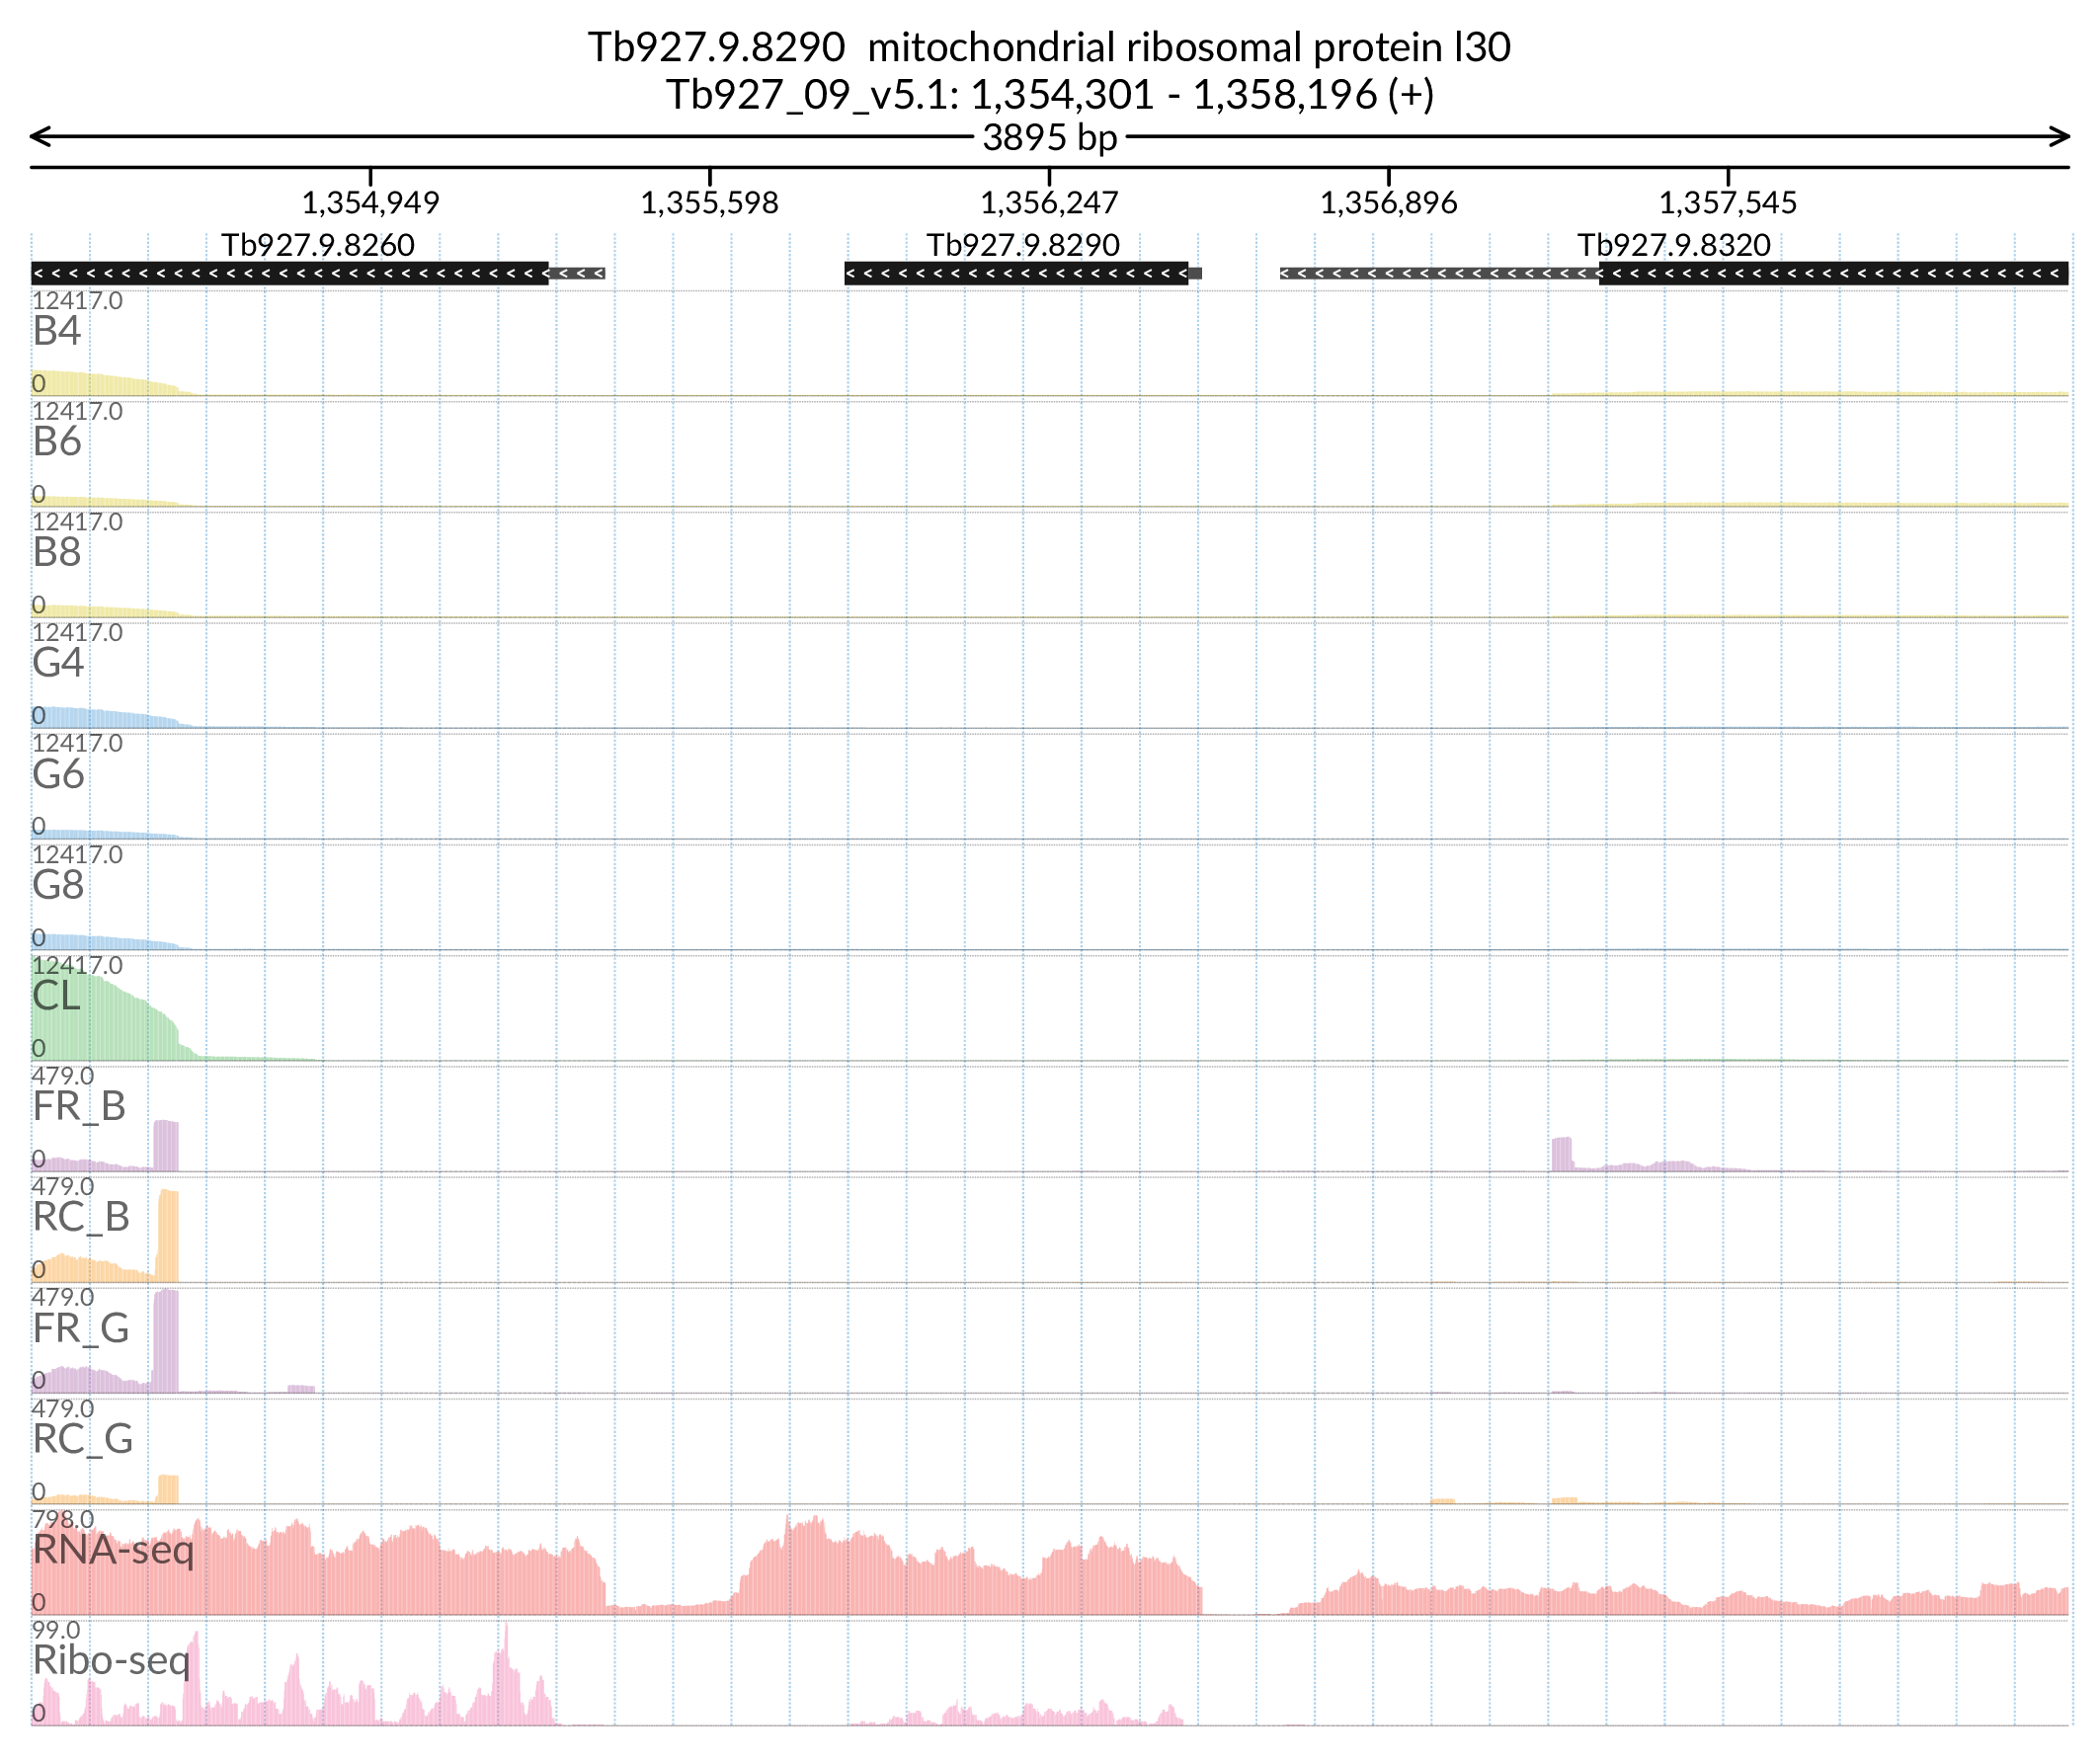 Tb927.9.8290 mitochondrial ribosomal protein l30
Tb927_09_v5.1: 1,354,301 - 1,358,196 (+)
3895 bp
1,354,949 1,355,598 1,356,247 1,356,896 1,357,545
Tb927.9.8260 Tb927.9.8290 Tb927.9.8320
12417.0
B4
0
12417.0
B6
0
12417.0
B8
0
12417.0
G4
0
12417.0
G6
0
12417.0
G8
0
12417.0
CL
0
479.0
FR_B
0
479.0
RC_B
0
479.0
FR_G
0
479.0
RC_G
0
798.0
RNA-seq
0
99.0
Ribo-seq
0